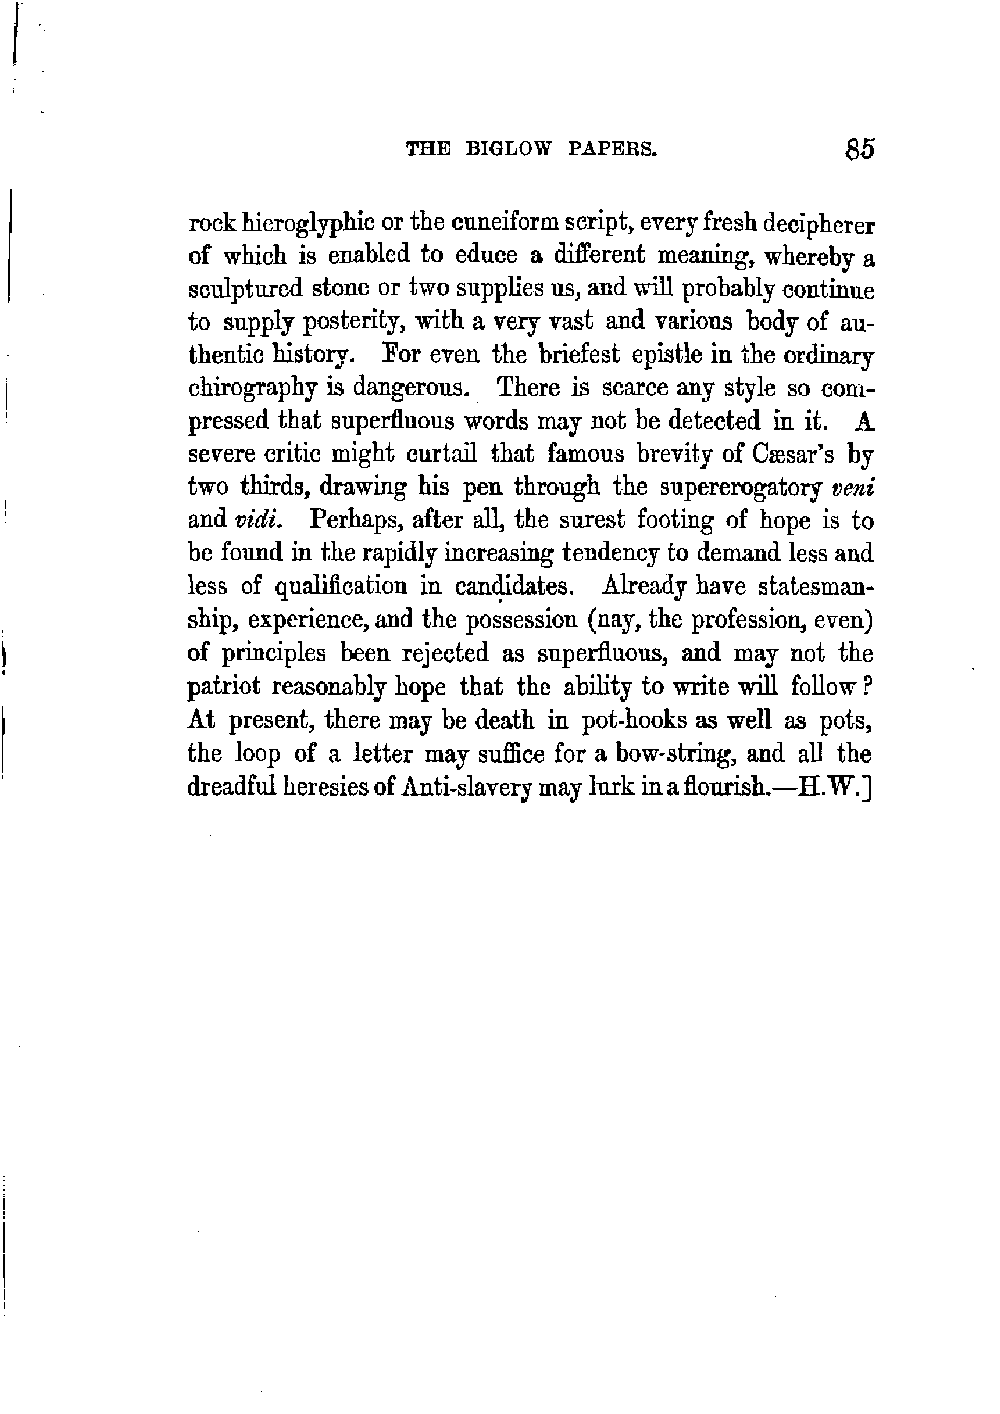 THE BIGLOW PAPERS. 85
rock hieroglyphic or the cuneiform script, every fresh decipherer
of which is enabled to educe a different meaning, whereby a
sculptured stone or two supplies us, and will probably continue
to supply posterity, with a very vast and various body of au-
thentic history. For even the briefest epistle in the ordinary
chirography is dangerous. There is scarce any style so com-
pressed that superfluous words may not be detected in it. A
severe critic might curtail that famous brevity of Cæsar's by
two thirds, drawing his pen through the supererogatory veni
and vidi. Perhaps, after all, the surest footing of hope is to
be found in the rapidly increasing tendency to demand less and
less of qualification in candidates. Already have statesman-
ship, experience, and the possession (nay, the profession, even)
of principles been rejected as superfluous, and may not the
patriot reasonably hope that the ability to write will follow?
At present, there may be death in pot-hooks as well as pots,
the loop of a letter may suffice for a bow-string, and all the
dreadful heresies of Anti-slavery may lurk in a flourish.—H.W.]